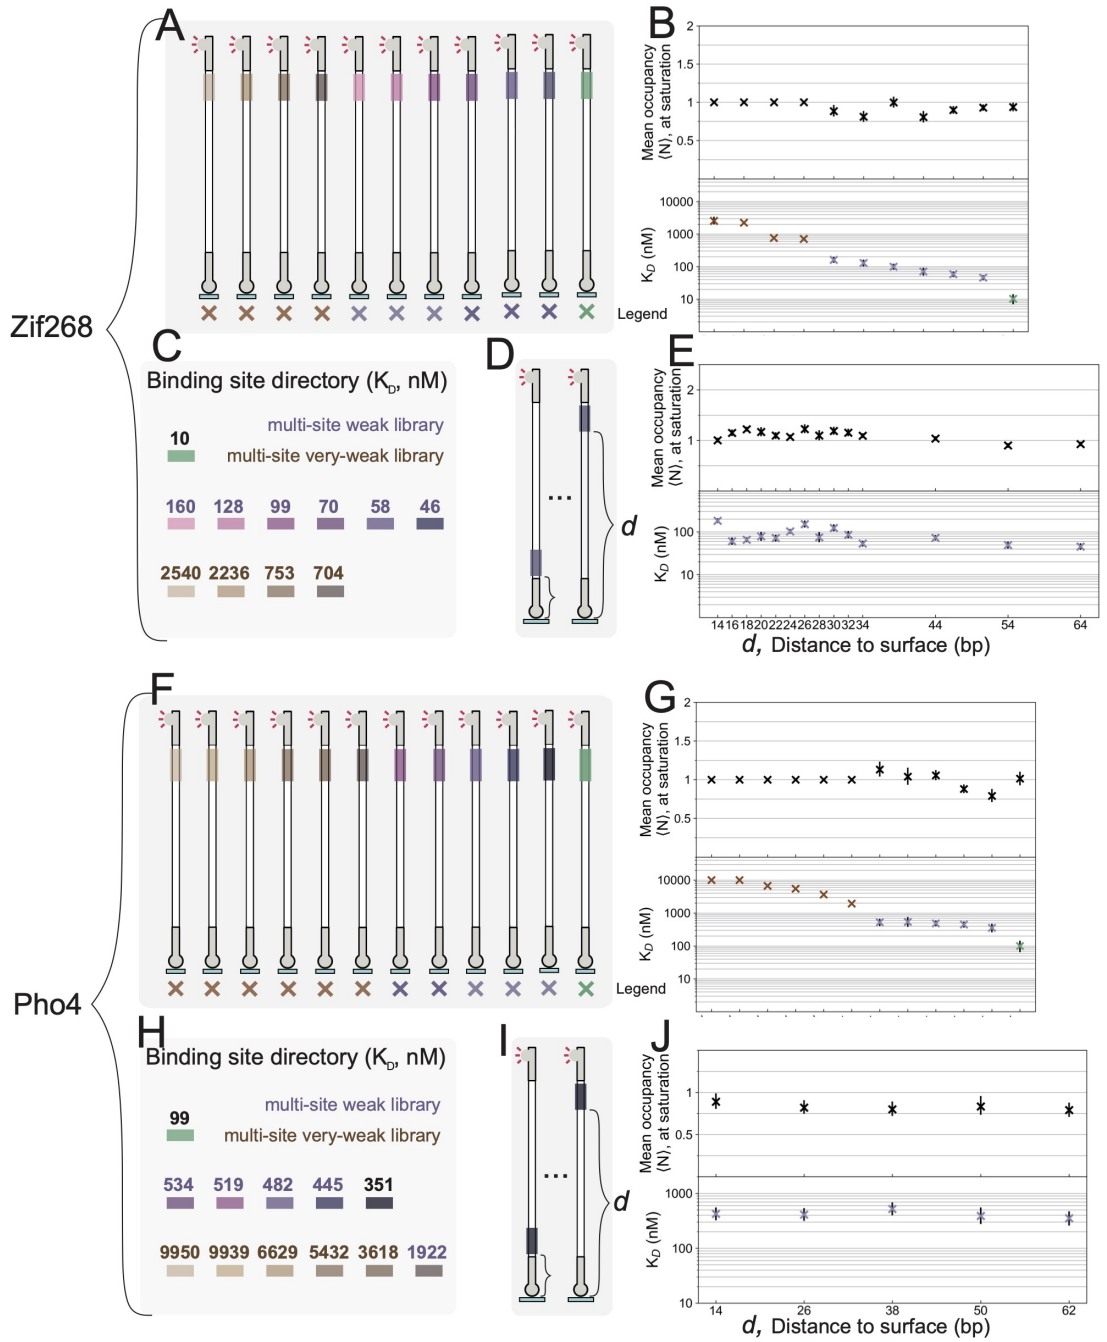 A
B
Mean occupancy
⟨N⟩, at saturation
2
1.5
1
0.5
K_D (nM)
10000
1000
100
10
Legend
Zif268
C
Binding site directory (K_D, nM)
multi-site weak library
multi-site very-weak library
10
160 128 99 70 58 46
2540 2236 753 704
D
...
d
E
Mean occupancy
⟨N⟩, at saturation
2
1
K_D (nM)
100
10
14 16 18 20 22 24 26 28 30 32 34 44 54 64
d, Distance to surface (bp)
F
G
Mean occupancy
⟨N⟩, at saturation
2
1.5
1
0.5
K_D (nM)
10000
1000
100
10
Legend
Pho4
H
Binding site directory (K_D, nM)
multi-site weak library
multi-site very-weak library
99
534 519 482 445 351
9950 9939 6629 5432 3618 1922
I
...
d
J
Mean occupancy
⟨N⟩, at saturation
1
0.5
K_D (nM)
1000
100
10
14 26 38 50 62
d, Distance to surface (bp)